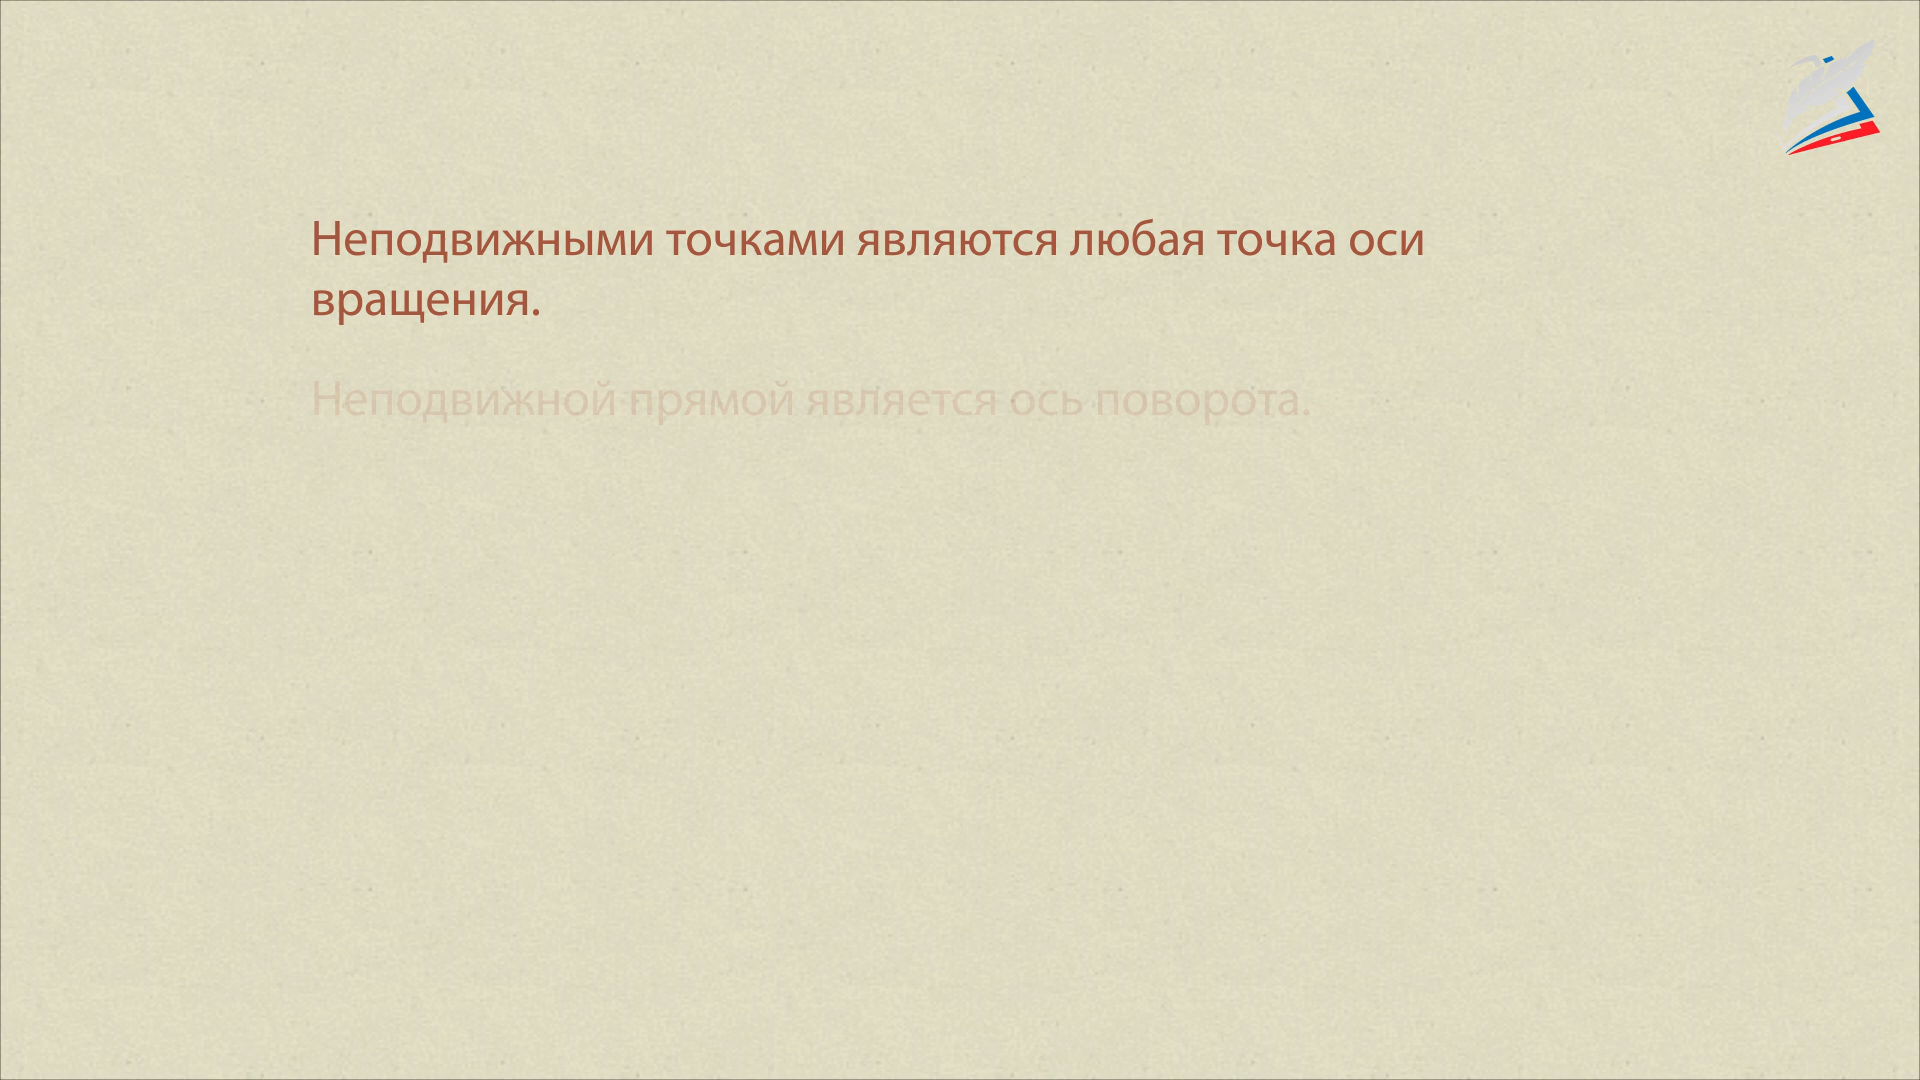 Неподвижными точками являются любая точка оси
вращения.
Неподвижной прямой является ось поворота.